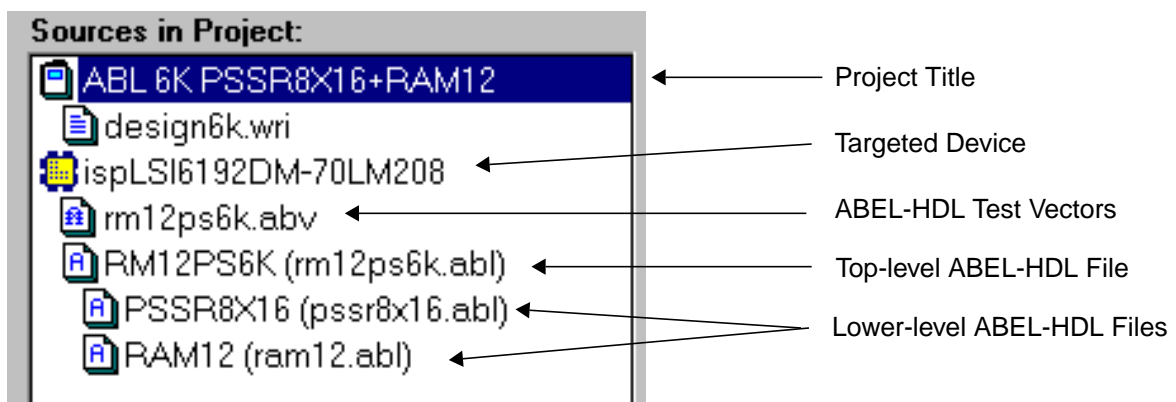 Sources in Project:
ABL 6K PSSR8X16+RAM12
Project Title
design6k.wri
ispLSI6192DM-70LM208
Targeted Device
rm12ps6k.abv
ABEL-HDL Test Vectors
RM12PS6K (rm12ps6k.abl)
Top-level ABEL-HDL File
PSSR8X16 (pssr8x16.abl)
Lower-level ABEL-HDL Files
RAM12 (ram12.abl)